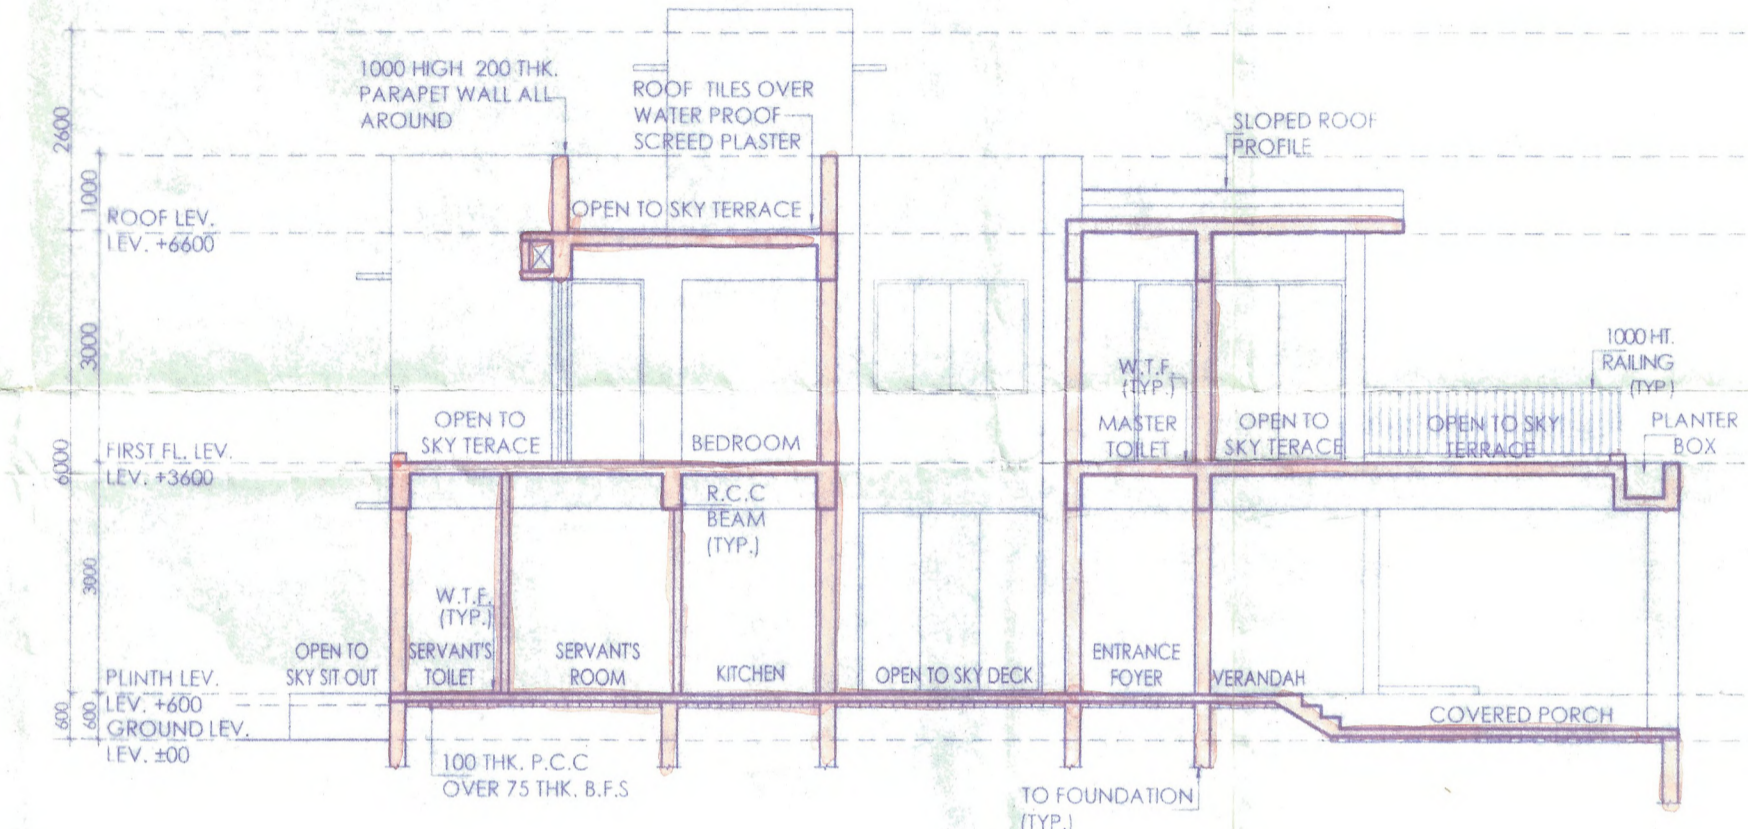 1000 HIGH 200 THK.
PARAPET WALL ALL
AROUND
ROOF TILES OVER
WATER PROOF
SCREED PLASTER
SLOPED ROOF
PROFILE
2600
1000
ROOF LEV.
LEV. +6600
OPEN TO SKY TERRACE
3000
1000 HT.
RAILING
(TYP.)
W.T.F.
(TYP.)
OPEN TO
SKY TERACE
BEDROOM
MASTER
TOILET
OPEN TO
SKY TERACE
OPEN TO SKY
TERRACE
PLANTER
BOX
6000
FIRST FL. LEV.
LEV. +3600
R.C.C
BEAM
(TYP.)
3000
W.T.F.
(TYP.)
OPEN TO
SKY SIT OUT
SERVANT'S
TOILET
SERVANT'S
ROOM
KITCHEN
OPEN TO SKY DECK
ENTRANCE
FOYER
VERANDAH
COVERED PORCH
PLINTH LEV.
LEV. +600
GROUND LEV.
LEV. ±00
600
600
100 THK. P.C.C
OVER 75 THK. B.F.S
TO FOUNDATION
(TYP.)